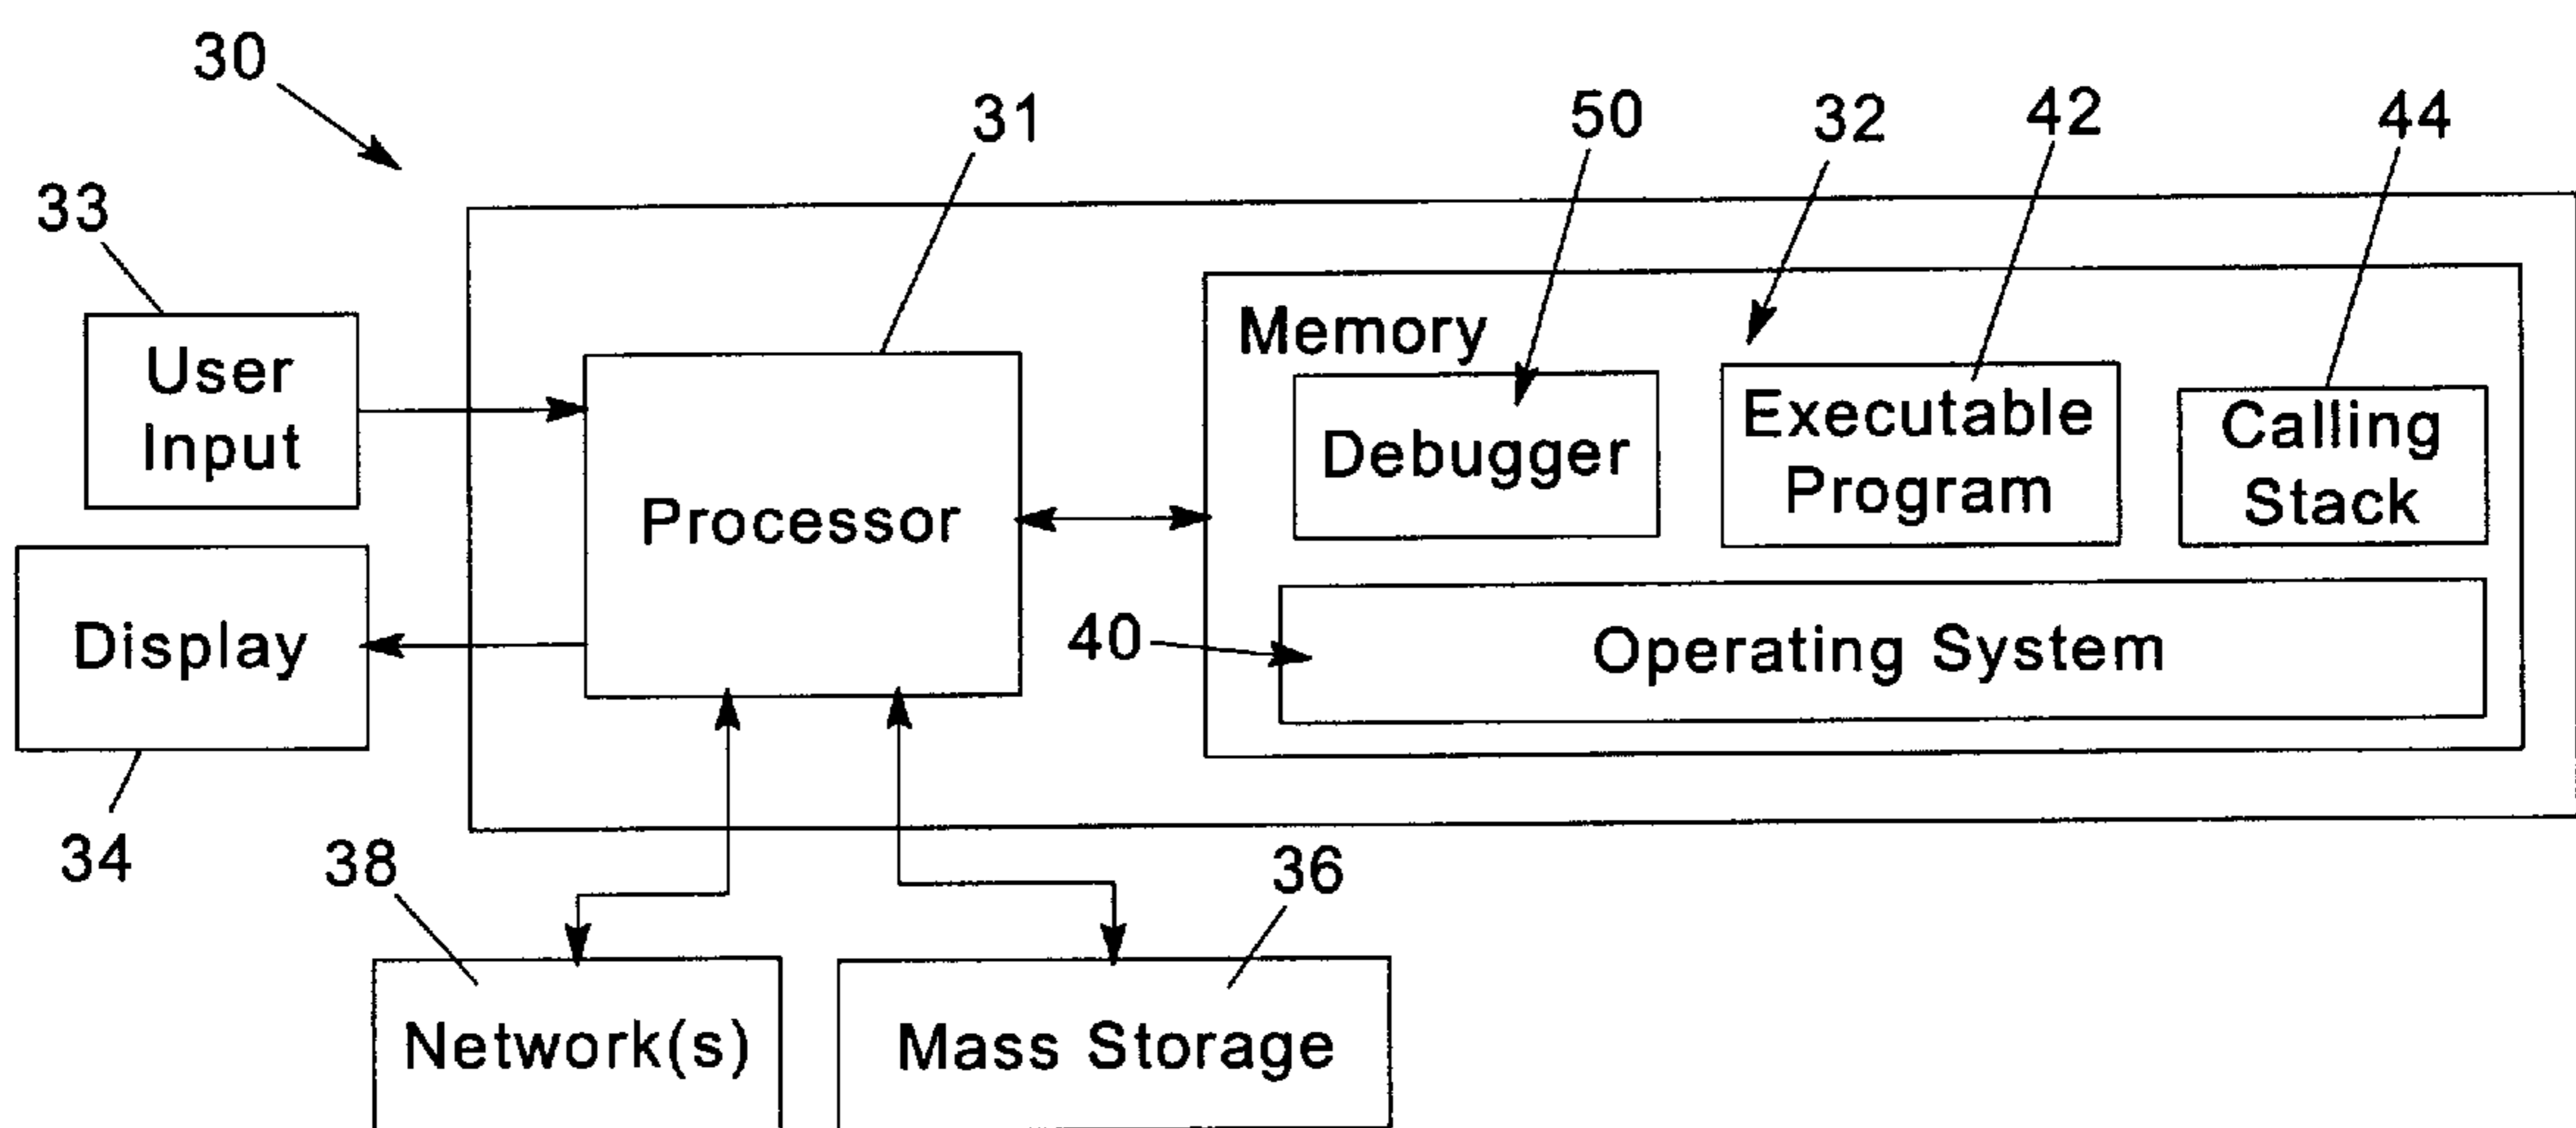 30
31
50
32
42
44
33
Memory
User
Input
Processor
Debugger
Executable
Program
Calling
Stack
Display
40
Operating System
34
38
36
Network(s)
Mass Storage